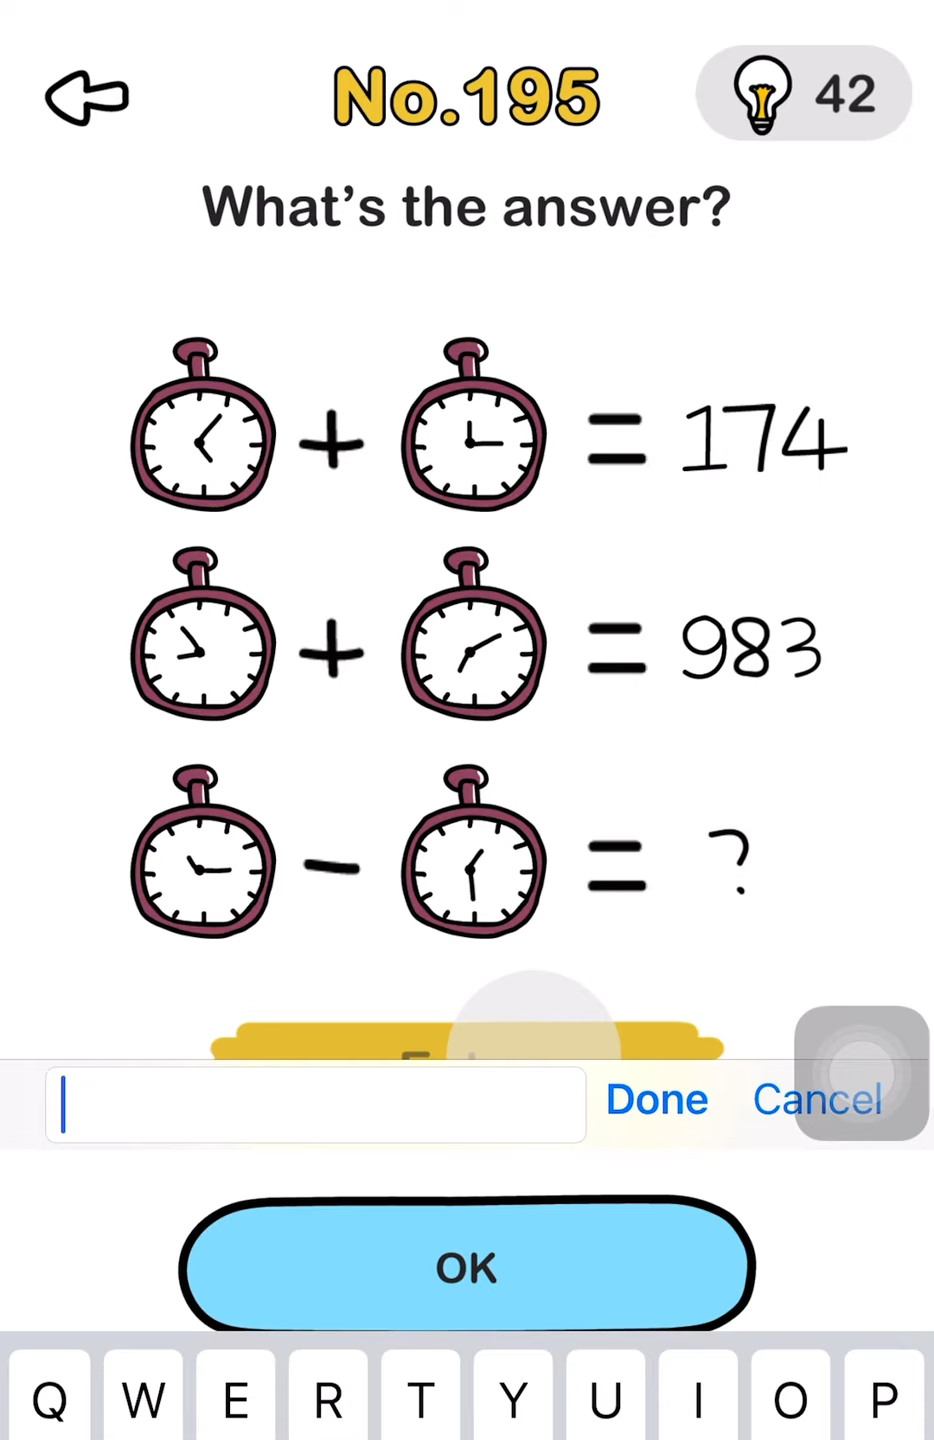 No.195
42
What's the answer?
+ = 174
+ = 983
- = ?
Done Cancel
OK
Q W E R T Y U I O P